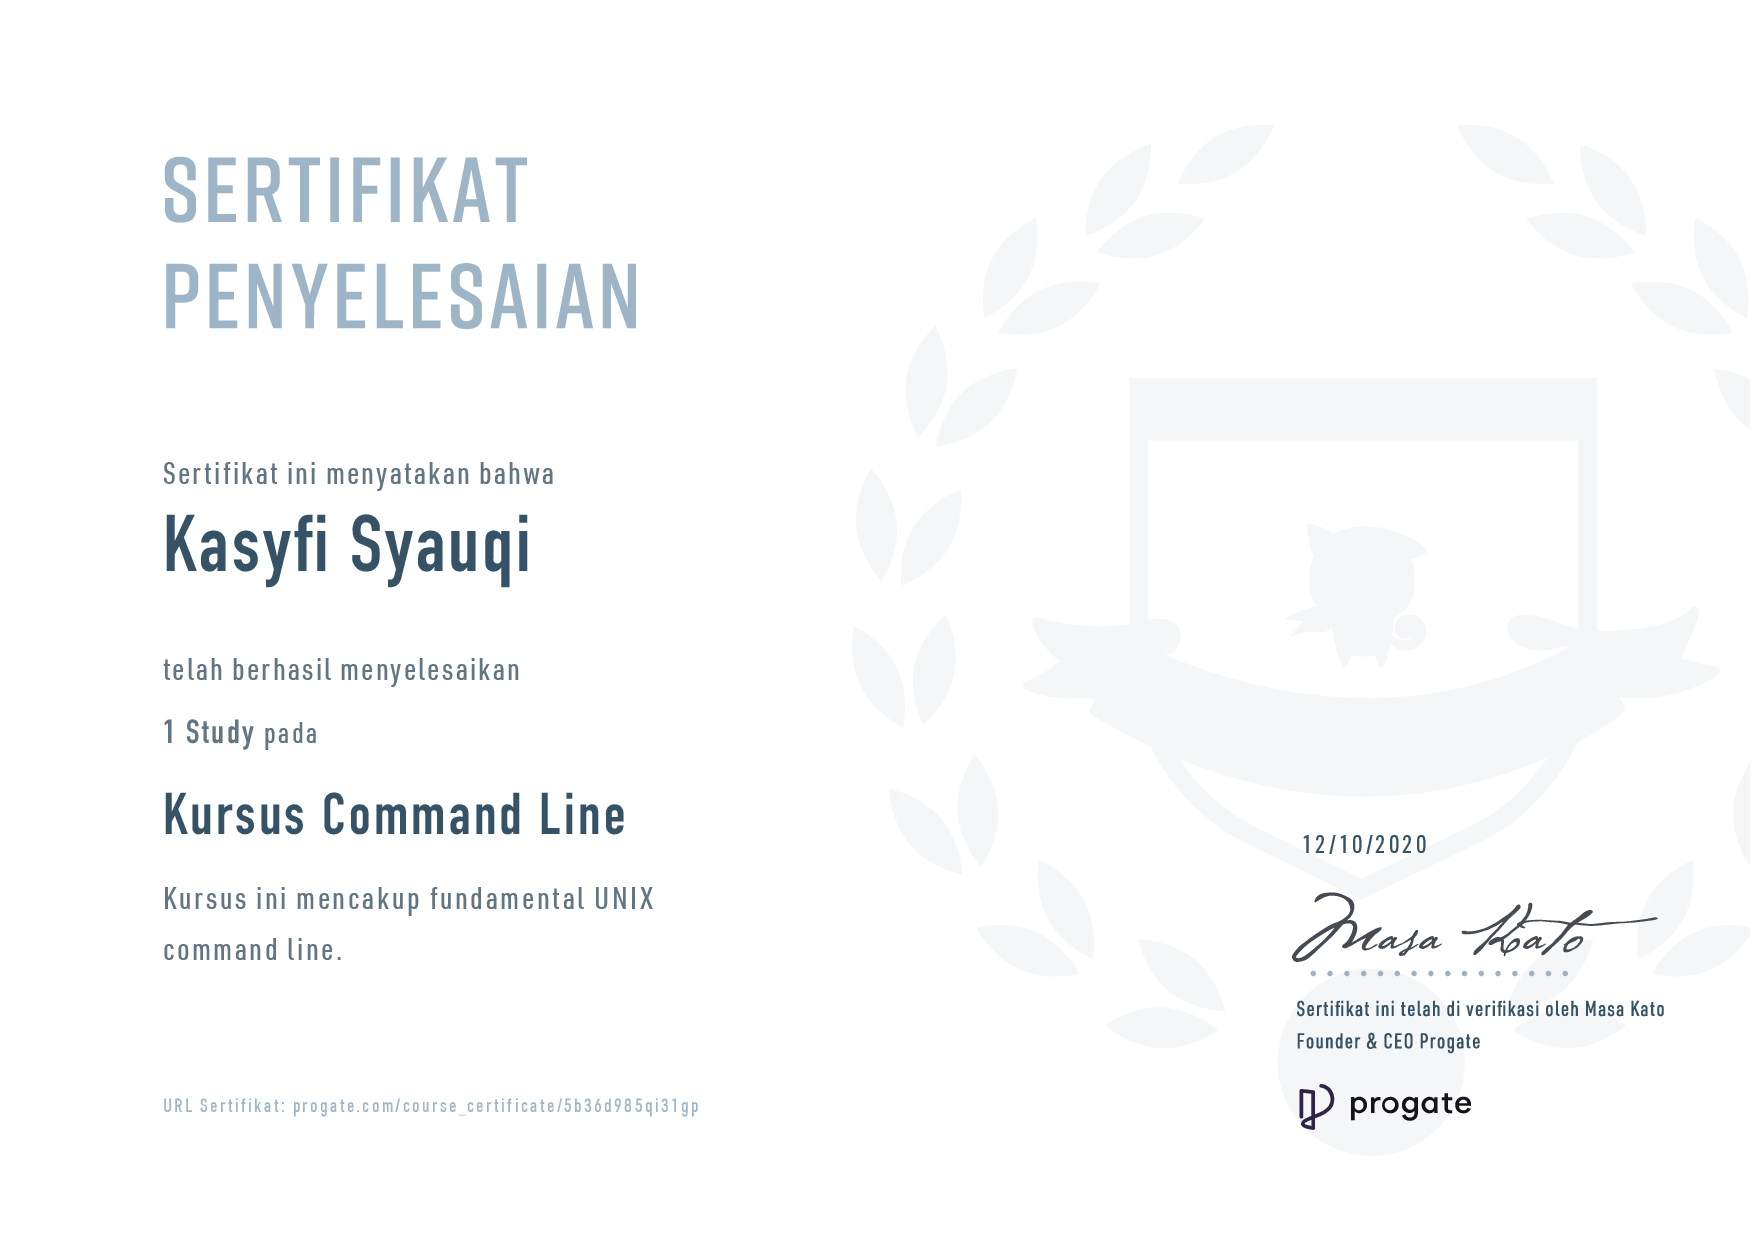 SERTIFIKAT
PENYELESAIAN
Sertifikat ini menyatakan bahwa
Kasyfi Syauqi
telah berhasil menyelesaikan
1 Study pada
Kursus Command Line
Kursus ini mencakup fundamental UNIX
command line.
12/10/2020
Masa Kato
Sertifikat ini telah di verifikasi oleh Masa Kato
Founder & CEO Progate
URL Sertifikat: progate.com/course_certificate/5b36d985qi31gp
progate